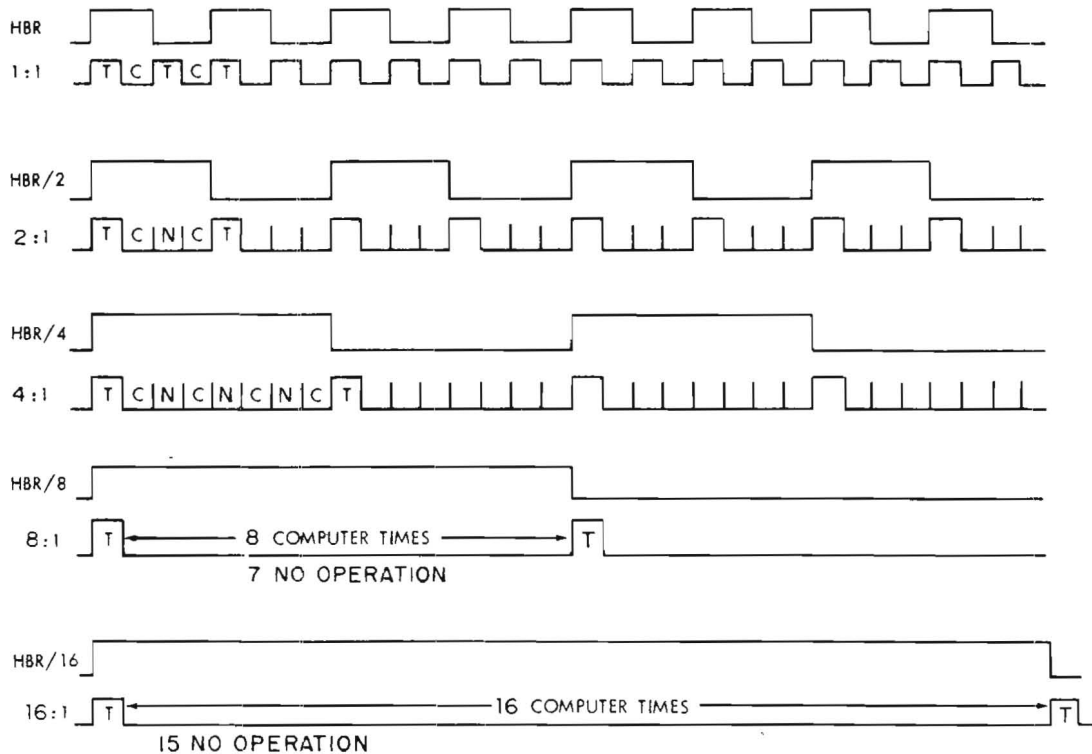 HBR
1:1 T C T C T
HBR/2
2:1 T C N C T
HBR/4
4:1 T C N C N C N C T
HBR/8
8:1 T 8 COMPUTER TIMES T
7 NO OPERATION
HBR/16
16:1 T 16 COMPUTER TIMES T
15 NO OPERATION